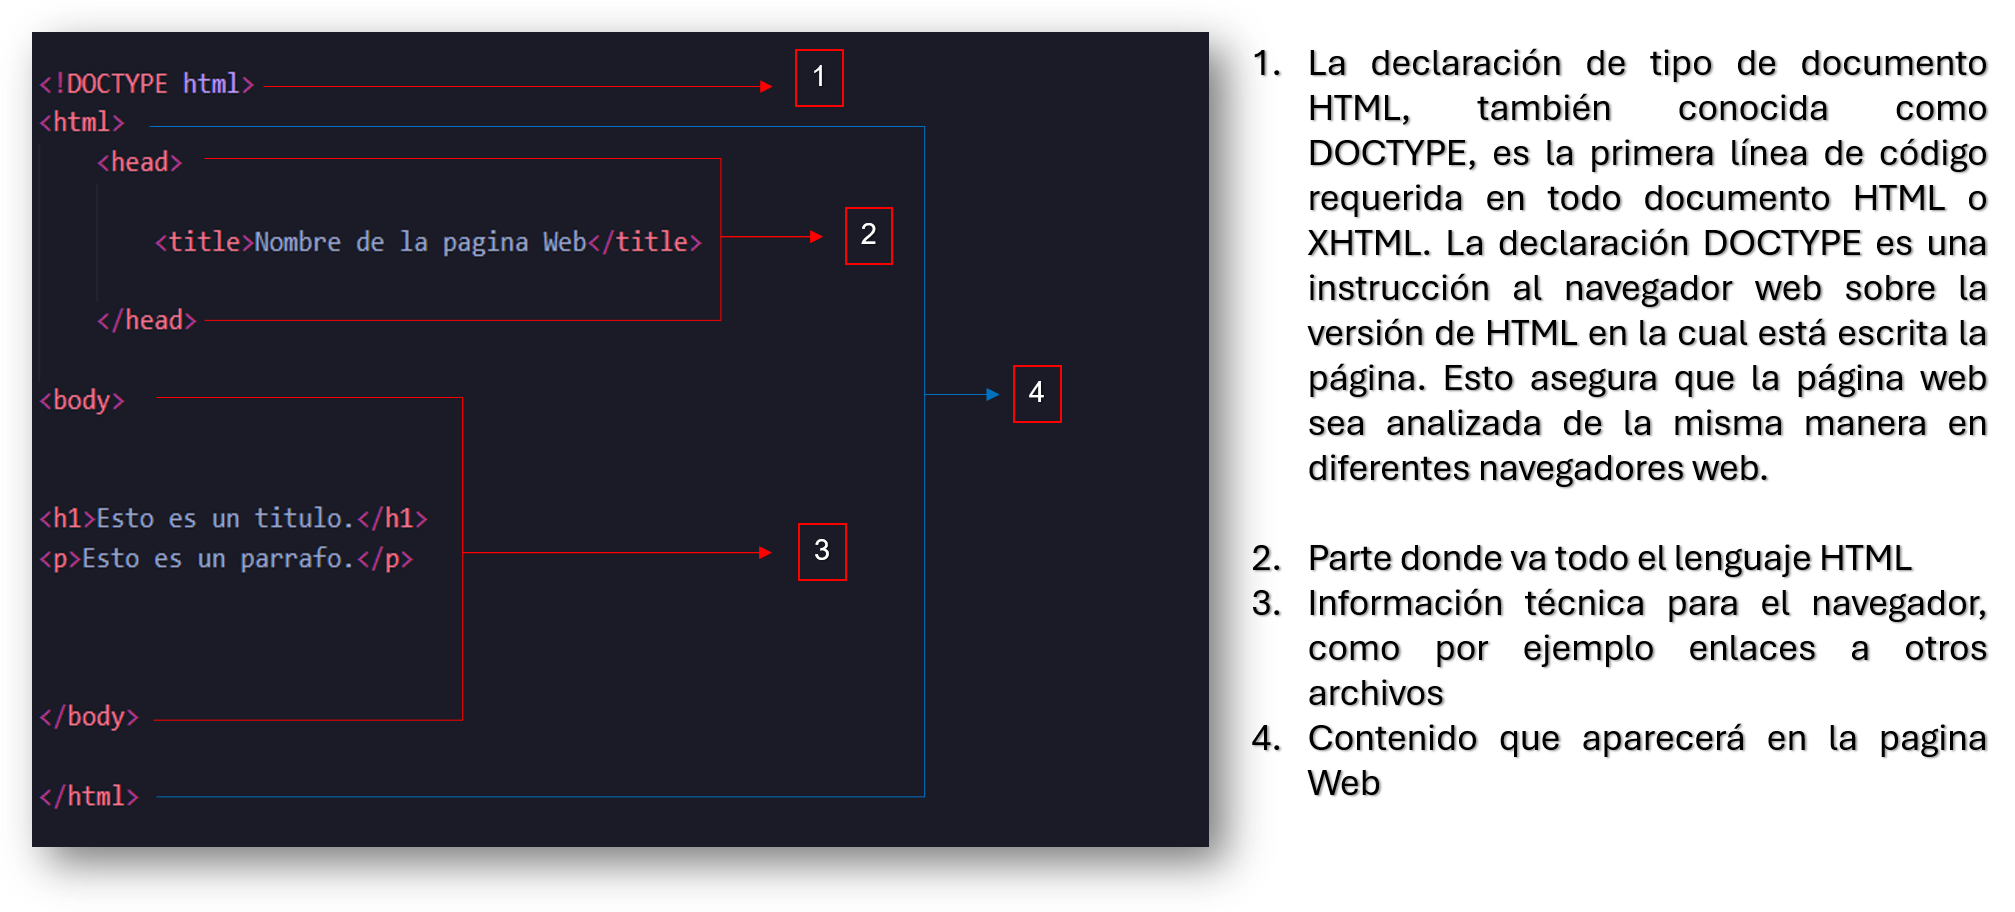 <!DOCTYPE html>
1
<html>
<head>
<title>Nombre de la pagina Web</title>
2
</head>
<body>
4
<h1>Esto es un titulo.</h1>
<p>Esto es un parrafo.</p>
3
</body>
</html>
1. La declaración de tipo de documento
HTML, también conocida como
DOCTYPE, es la primera línea de código
requerida en todo documento HTML o
XHTML. La declaración DOCTYPE es una
instrucción al navegador web sobre la
versión de HTML en la cual está escrita la
página. Esto asegura que la página web
sea analizada de la misma manera en
diferentes navegadores web.
2. Parte donde va todo el lenguaje HTML
3. Información técnica para el navegador,
como por ejemplo enlaces a otros
archivos
4. Contenido que aparecerá en la pagina
Web